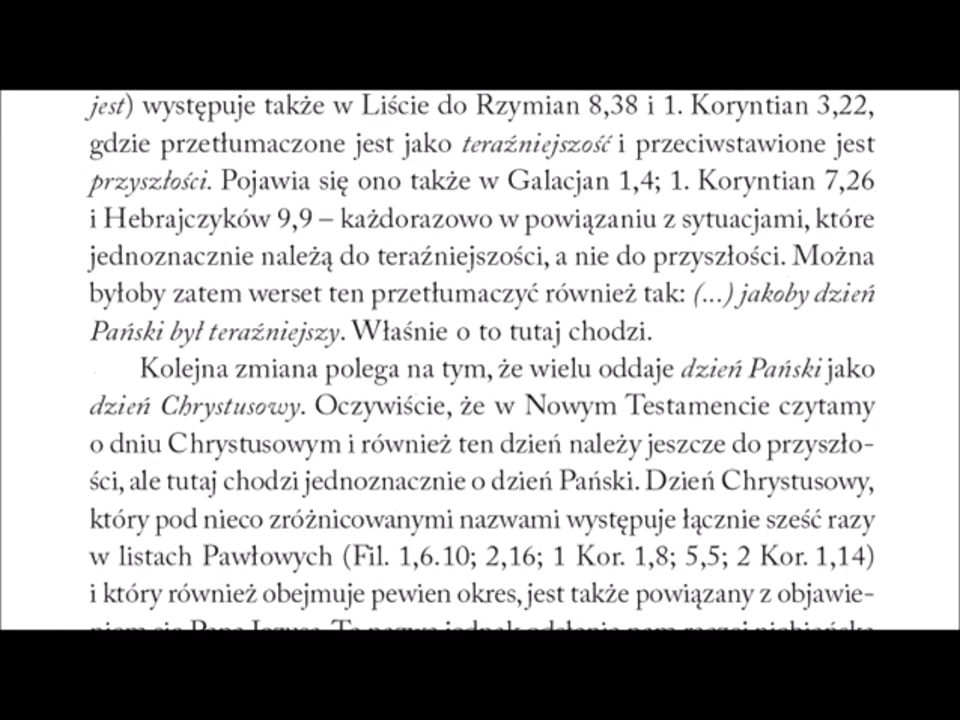 jest) występuje także w Liście do Rzymian 8,38 i 1. Koryntian 3,22,
gdzie przetłumaczone jest jako teraźniejszość i przeciwstawione jest
przyszłości. Pojawia się ono także w Galacjan 1,4; 1. Koryntian 7,26
i Hebrajczyków 9,9 – każdorazowo w powiązaniu z sytuacjami, które
jednoznacznie należą do teraźniejszości, a nie do przyszłości. Można
byłoby zatem werset ten przetłumaczyć również tak: (...) jakoby dzień
Pański był teraźniejszy. Właśnie o to tutaj chodzi.
Kolejna zmiana polega na tym, że wielu oddaje dzień Pański jako
dzień Chrystusowy. Oczywiście, że w Nowym Testamencie czytamy
o dniu Chrystusowym i również ten dzień należy jeszcze do przyszło-
ści, ale tutaj chodzi jednoznacznie o dzień Pański. Dzień Chrystusowy,
który pod nieco zróżnicowanymi nazwami występuje łącznie sześć razy
w listach Pawłowych (Fil. 1,6.10; 2,16; 1 Kor. 1,8; 5,5; 2 Kor. 1,14)
i który również obejmuje pewien okres, jest także powiązany z objawie-